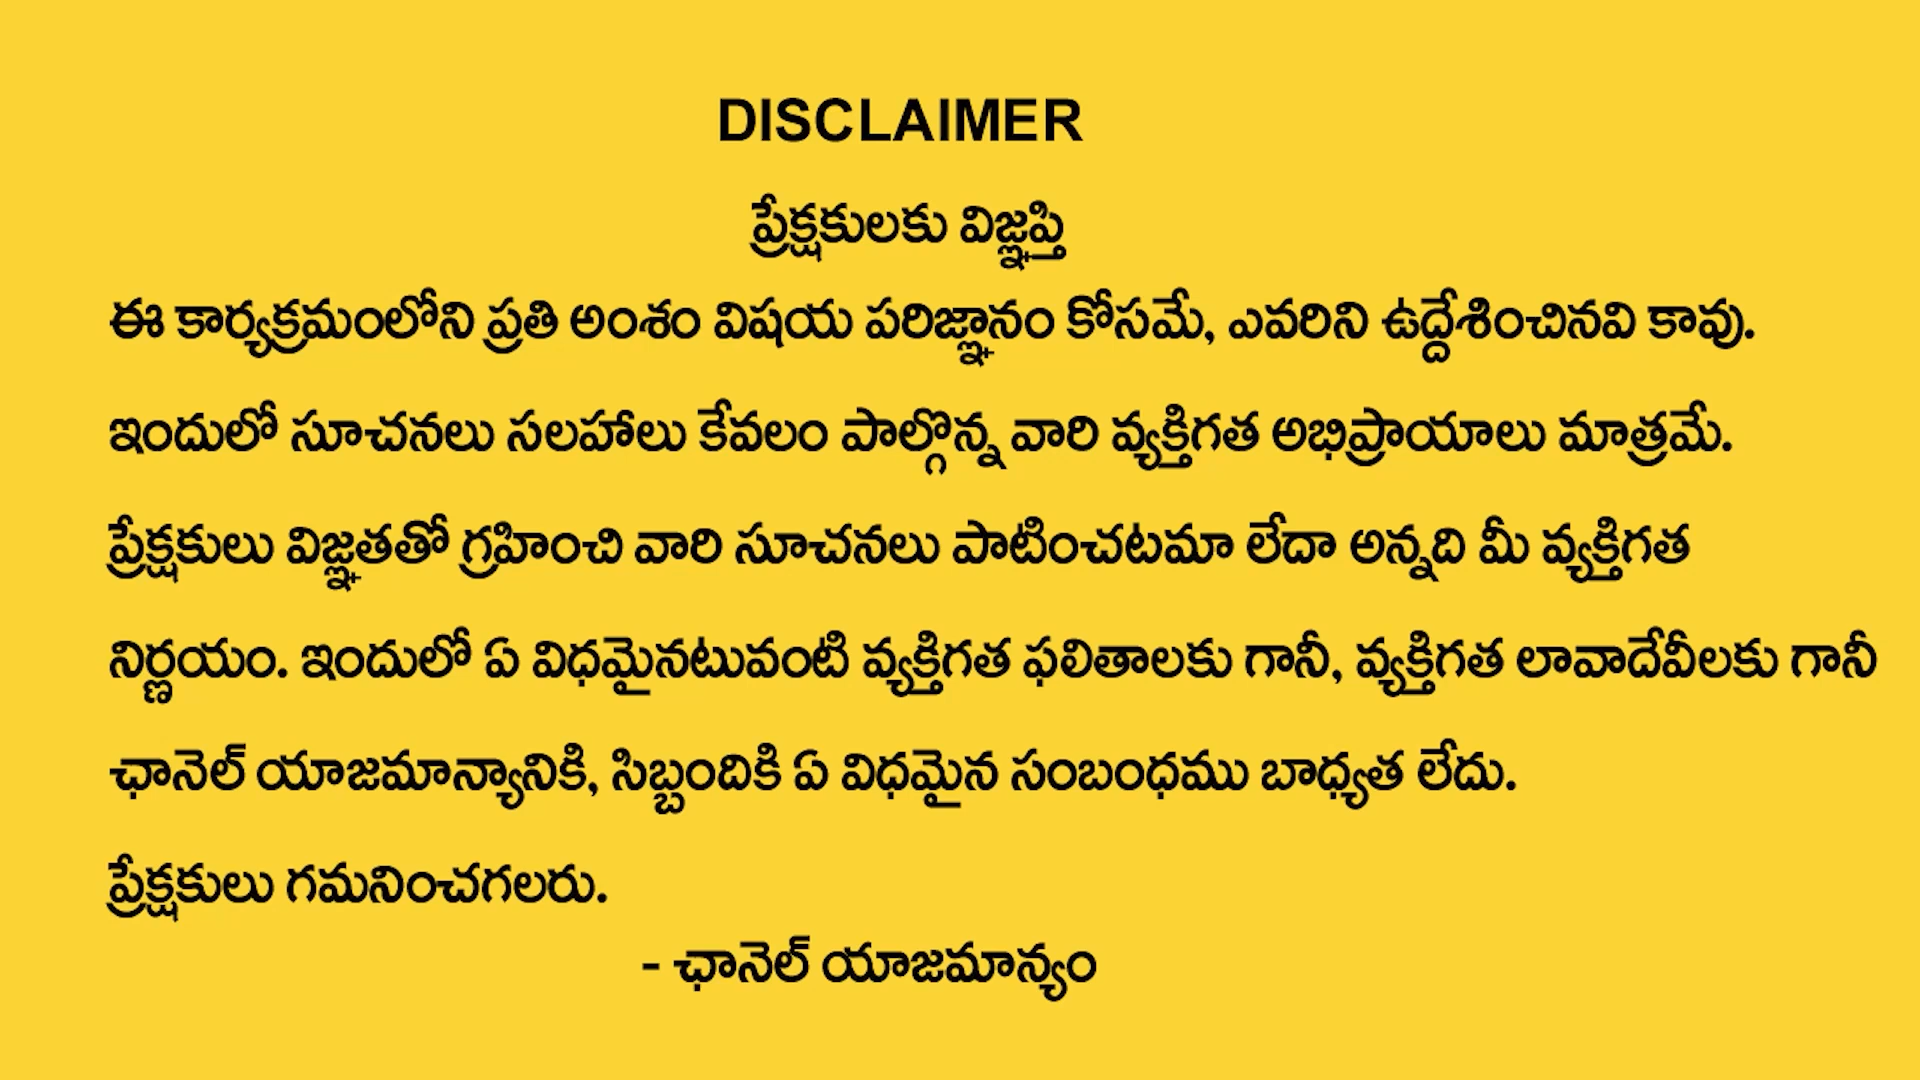 DISCLAIMER
ప్రేక్షకులకు విజ్ఞప్తి
ఈ కార్యక్రమంలోని ప్రతి అంశం విషయ పరిజ్ఞానం కోసమే, ఎవరిని ఉద్దేశించినవి కావు.
ఇందులో సూచనలు సలహాలు కేవలం పాల్గొన్న వారి వ్యక్తిగత అభిప్రాయాలు మాత్రమే.
ప్రేక్షకులు విజ్ఞతతో గ్రహించి వారి సూచనలు పాటించటమా లేదా అన్నది మీ వ్యక్తిగత
నిర్ణయం. ఇందులో ఏ విధమైనటువంటి వ్యక్తిగత ఫలితాలకు గానీ, వ్యక్తిగత లావాదేవీలకు గానీ
ఛానెల్ యాజమాన్యానికి, సిబ్బందికి ఏ విధమైన సంబంధము బాధ్యత లేదు.
ప్రేక్షకులు గమనించగలరు.
- ఛానెల్ యాజమాన్యం